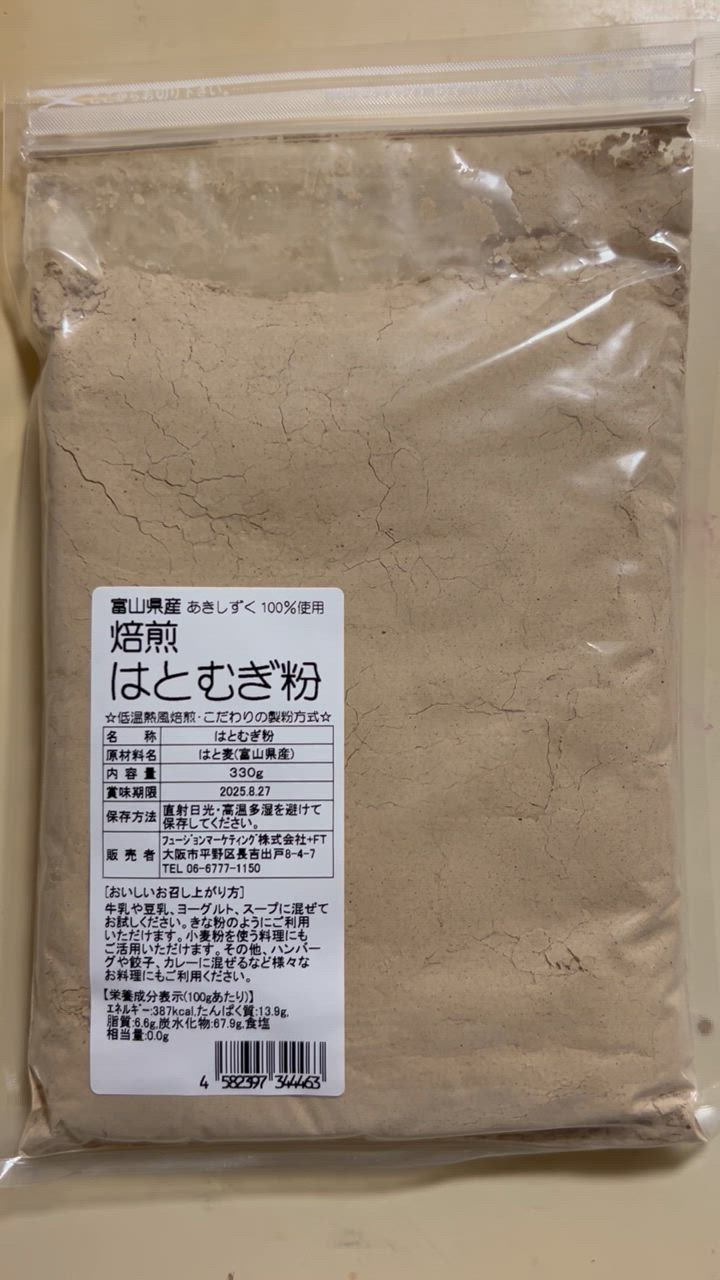 ここからお切り下さい。
富山県産 あきしずく 100%使用
焙煎
はとむぎ粉
☆低温熱風焙煎・こだわりの製粉方式☆
名 称 はとむぎ粉
原材料名 はと麦(富山県産)
内容量 330g
賞味期限 2025.8.27
保存方法 直射日光・高温多湿を避けて
保存してください。
販売者 フュージョンマーケティング株式会社+FT
大阪市平野区長吉出戸8-4-7
TEL 06-6777-1150
[おいしいお召し上がり方]
牛乳や豆乳、ヨーグルト、スープに混ぜて
お試しください。きな粉のようにご利用
いただけます。小麦粉を使う料理にも
ご活用いただけます。その他、ハンバー
グや餃子、カレーに混ぜるなど様々な
お料理にもご利用ください。
【栄養成分表示(100gあたり)】
エネルギー:387kcal,たんぱく質:13.9g,
脂質:6.6g,炭水化物:67.9g,食塩
相当量:0.0g
4 582397 344463